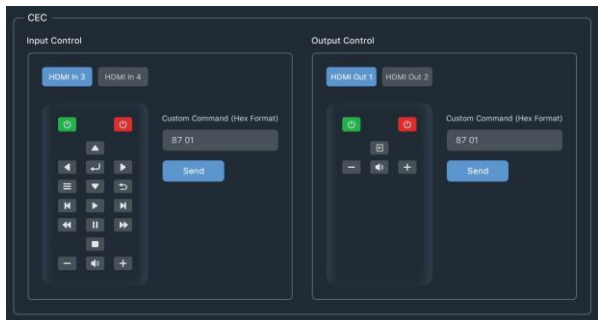 CEC
Input Control
HDMI In 3
HDMI In 4
Custom Command (Hex Format)
87 01
Send
Output Control
HDMI Out 1
HDMI Out 2
Custom Command (Hex Format)
87 01
Send